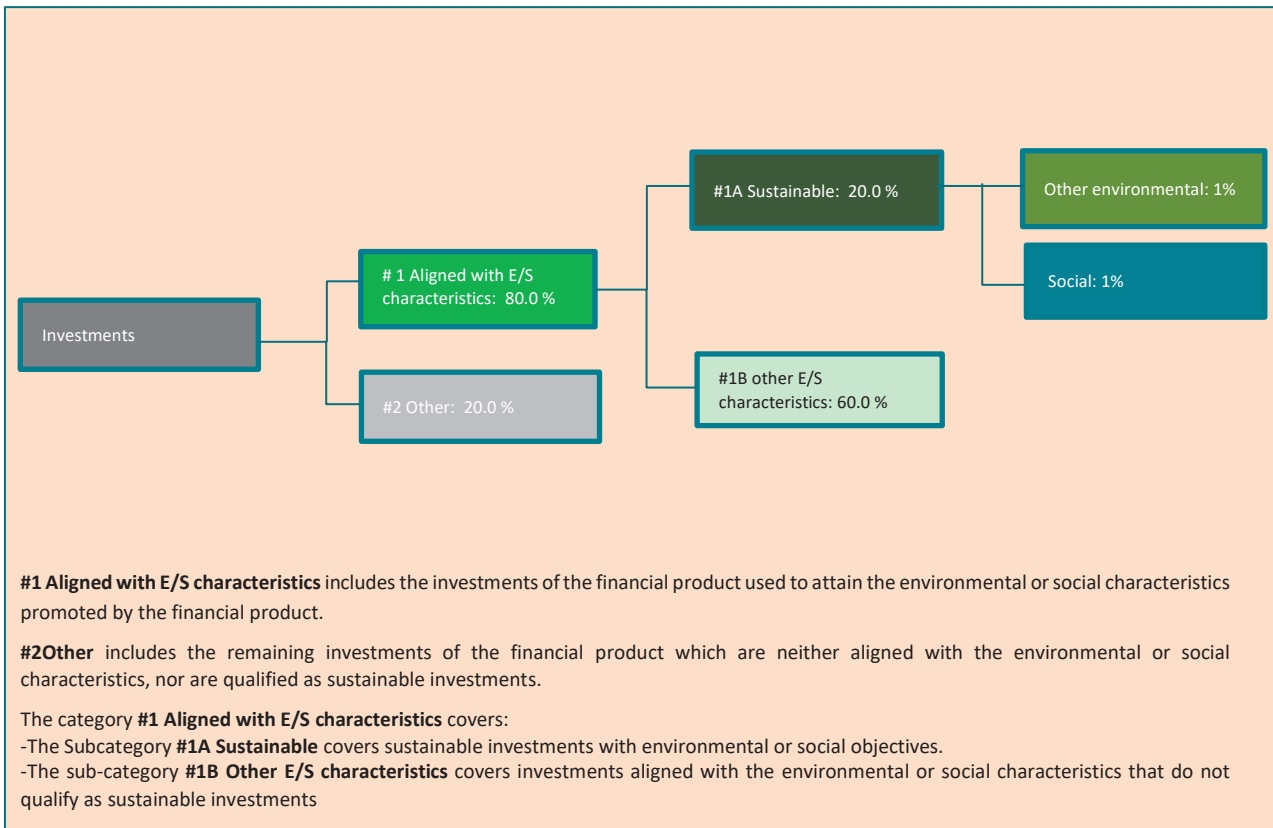 #1A Sustainable: 20.0 %
Other environmental: 1%
# 1 Aligned with E/S
characteristics: 80.0 %
Social: 1%
Investments
#1B other E/S
characteristics: 60.0 %
#2 Other: 20.0 %
#1 Aligned with E/S characteristics includes the investments of the financial product used to attain the environmental or social characteristics
promoted by the financial product.
#2Other includes the remaining investments of the financial product which are neither aligned with the environmental or social
characteristics, nor are qualified as sustainable investments.
The category #1 Aligned with E/S characteristics covers:
-The Subcategory #1A Sustainable covers sustainable investments with environmental or social objectives.
-The sub-category #1B Other E/S characteristics covers investments aligned with the environmental or social characteristics that do not
qualify as sustainable investments